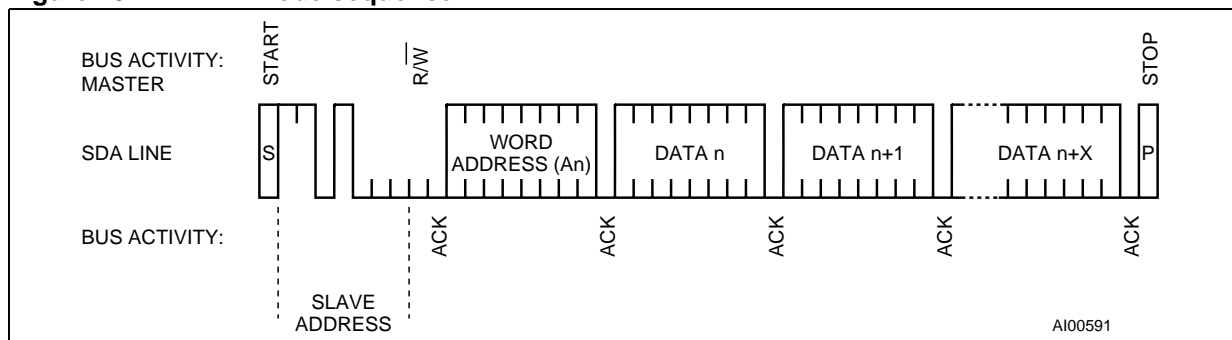 BUS ACTIVITY:
MASTER
START
R/W
STOP
SDA LINE
S
WORD
ADDRESS (An)
DATA n
DATA n+1
DATA n+X
P
BUS ACTIVITY:
ACK
ACK
ACK
ACK
ACK
SLAVE
ADDRESS
AI00591